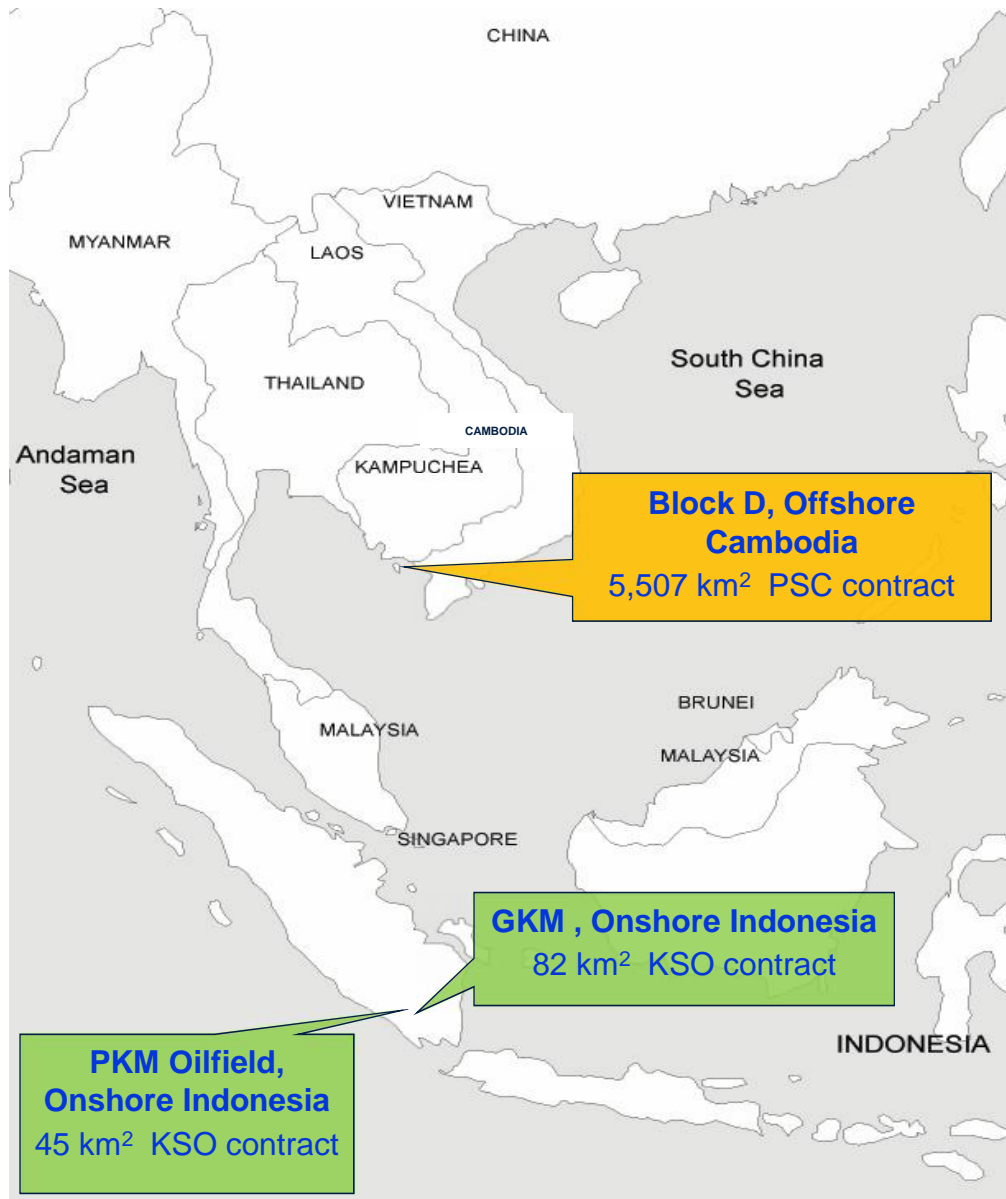 CHINA
VIETNAM
MYANMAR
LAOS
South China
Sea
THAILAND
CAMBODIA
Andaman
Sea
KAMPUCHEA
Block D, Offshore
Cambodia
5,507 km² PSC contract
BRUNEI
MALAYSIA
MALAYSIA
SINGAPORE
GKM , Onshore Indonesia
82 km² KSO contract
INDONESIA
PKM Oilfield,
Onshore Indonesia
45 km² KSO contract